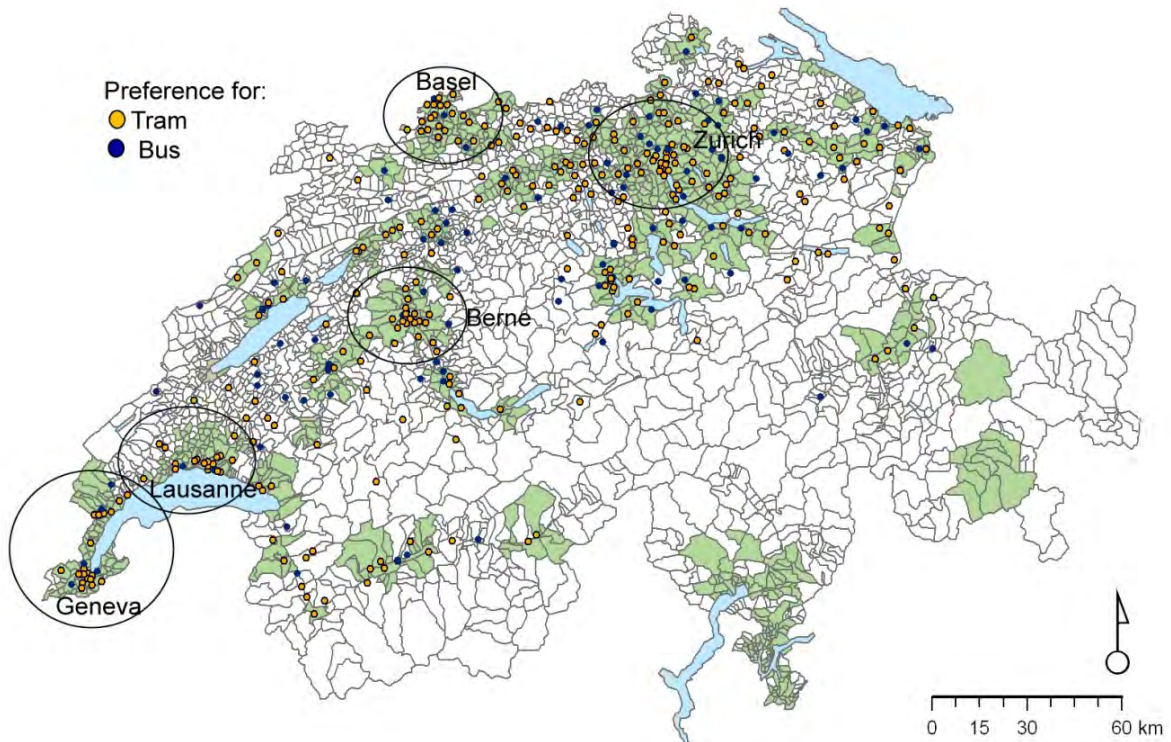 Preference for:
Tram
Bus
Basel
Zurich
Berne
Lausanne
Geneva
0 15 30 60 km